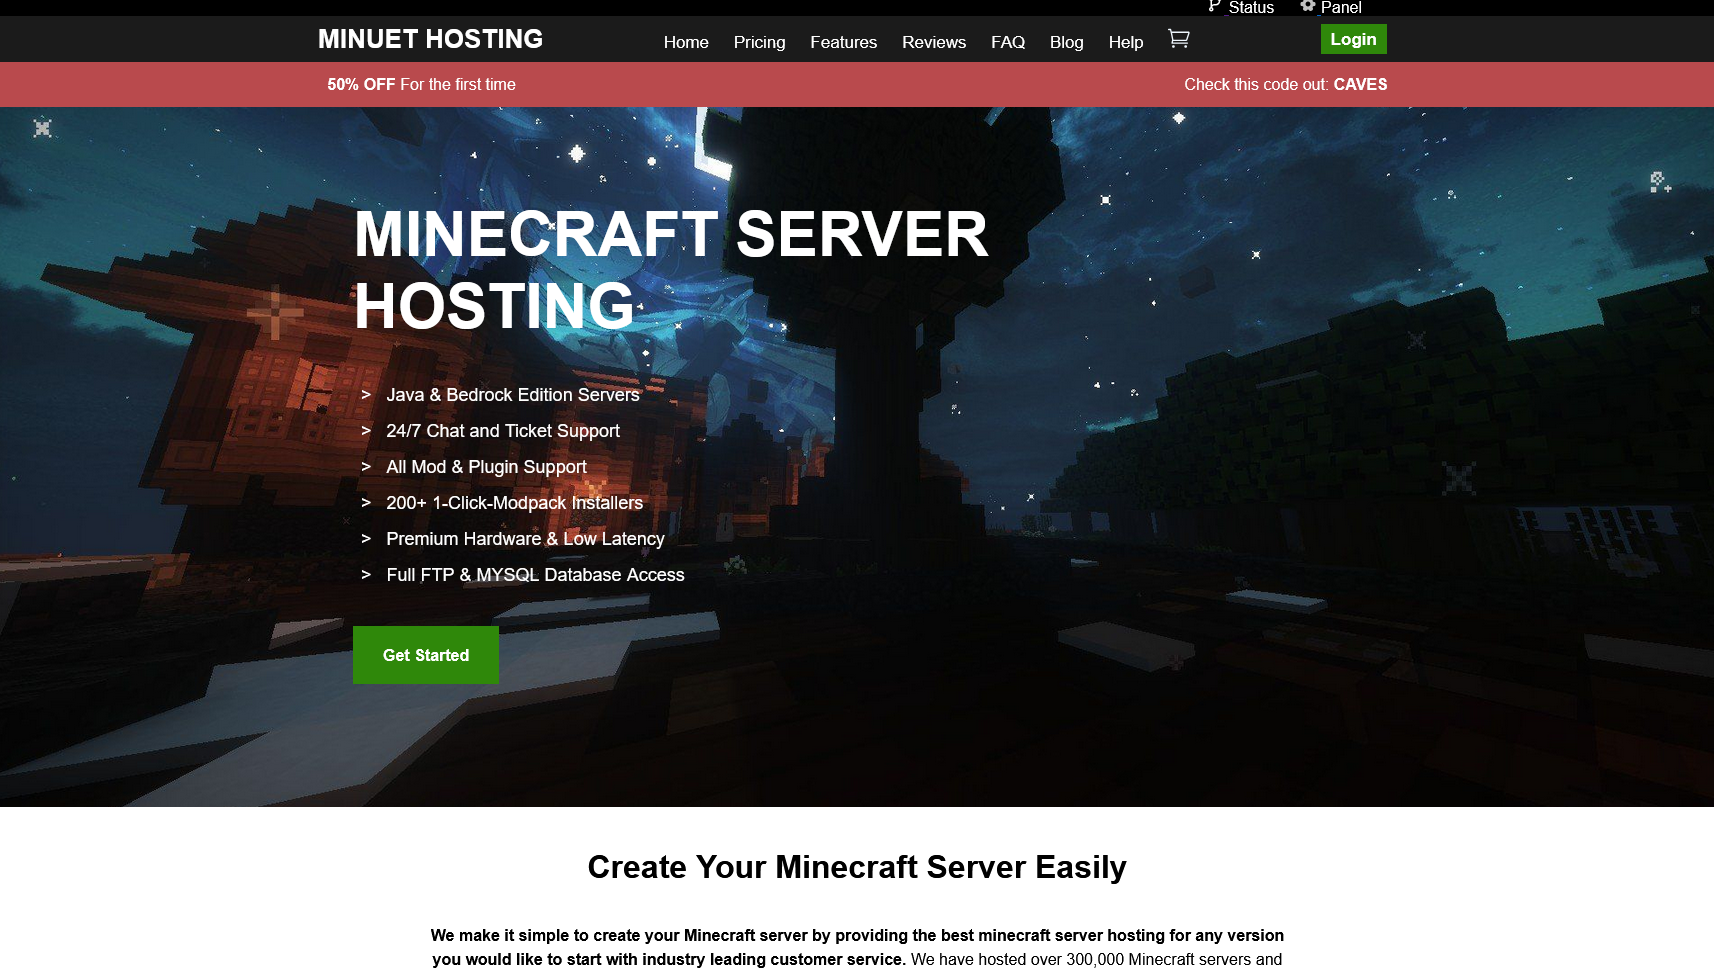 Status Panel
MINUET HOSTING Home Pricing Features Reviews FAQ Blog Help Login
50% OFF For the first time Check this code out: CAVES
MINECRAFT SERVER
HOSTING
> Java & Bedrock Edition Servers
> 24/7 Chat and Ticket Support
> All Mod & Plugin Support
> 200+ 1-Click-Modpack Installers
> Premium Hardware & Low Latency
> Full FTP & MYSQL Database Access
Get Started
Create Your Minecraft Server Easily
We make it simple to create your Minecraft server by providing the best minecraft server hosting for any version
you would like to start with industry leading customer service. We have hosted over 300,000 Minecraft servers and